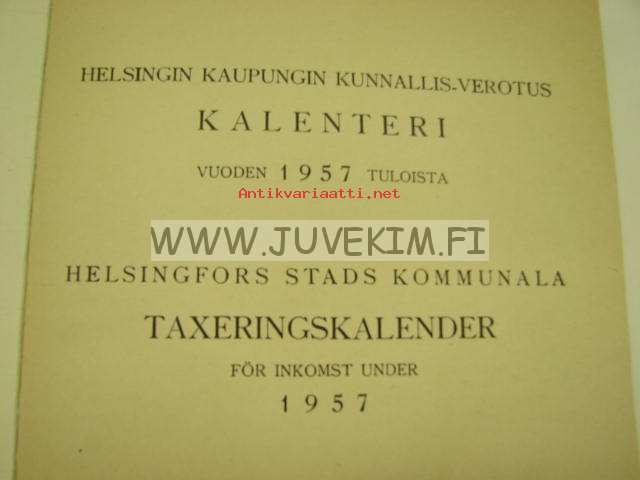 HELSINGIN KAUPUNGIN KUNNALLIS-VEROTUS
KALENTERI
VUODEN 1957 TULOISTA
Antikvariaatti.net
WWW.JUVEKIM.FI
HELSINGFORS STADS KOMMUNALA
TAXERINGSKALENDER
FÖR INKOMST UNDER
1957